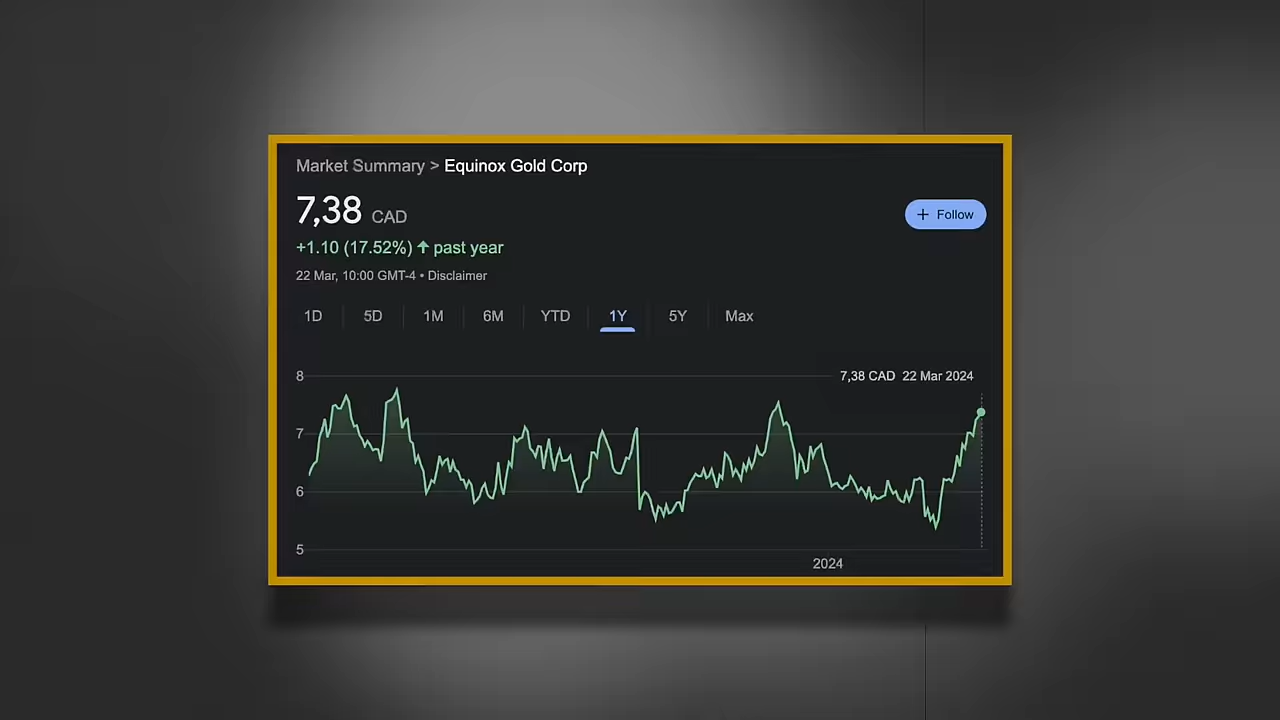 Market Summary > Equinox Gold Corp
7,38 CAD
+ Follow
+1.10 (17.52%) ↑ past year
22 Mar, 10:00 GMT-4 • Disclaimer
1D 5D 1M 6M YTD 1Y 5Y Max
8
7,38 CAD 22 Mar 2024
7
6
5
2024